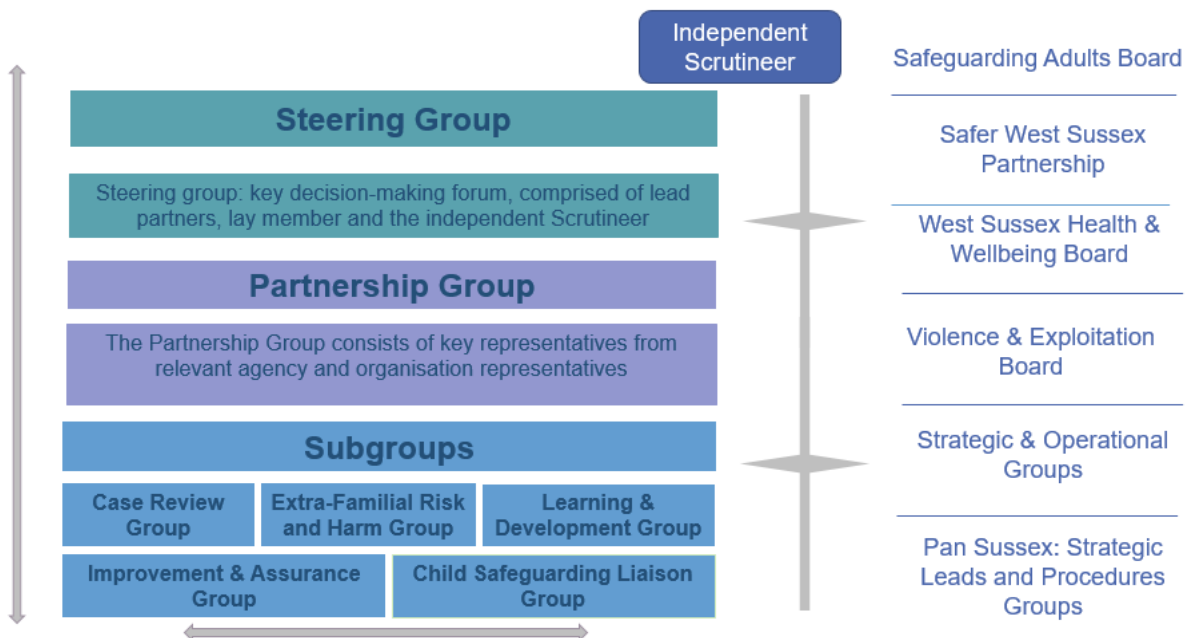 Independent
Scrutineer
Steering Group
Steering group: key decision-making forum, comprised of lead
partners, lay member and the independent Scrutineer
Partnership Group
The Partnership Group consists of key representatives from
relevant agency and organisation representatives
Subgroups
Case Review
Group
Extra-Familial Risk
and Harm Group
Learning &
Development Group
Improvement & Assurance
Group
Child Safeguarding Liaison
Group
Safeguarding Adults Board
Safer West Sussex
Partnership
West Sussex Health &
Wellbeing Board
Violence & Exploitation
Board
Strategic & Operational
Groups
Pan Sussex: Strategic
Leads and Procedures
Groups